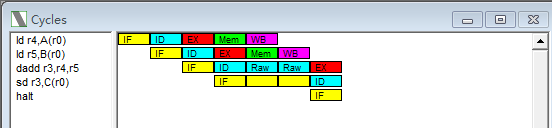 Cycles
ld r4,A(r0) IF ID EX Mem WB
ld r5,B(r0) IF ID EX Mem WB
dadd r3,r4,r5 IF ID Raw Raw EX
sd r3,C(r0) IF ID
halt IF